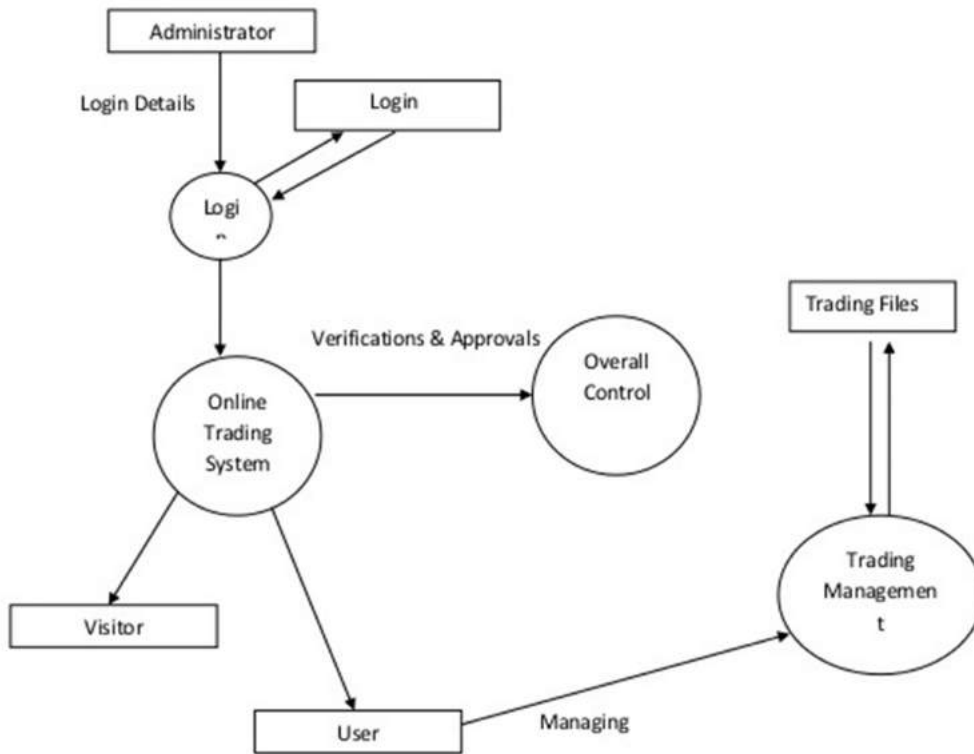 Administrator
Login Details
Login
Logi
n
Trading Files
Verifications & Approvals
Overall
Control
Online
Trading
System
Trading
Managemen
t
Visitor
User
Managing